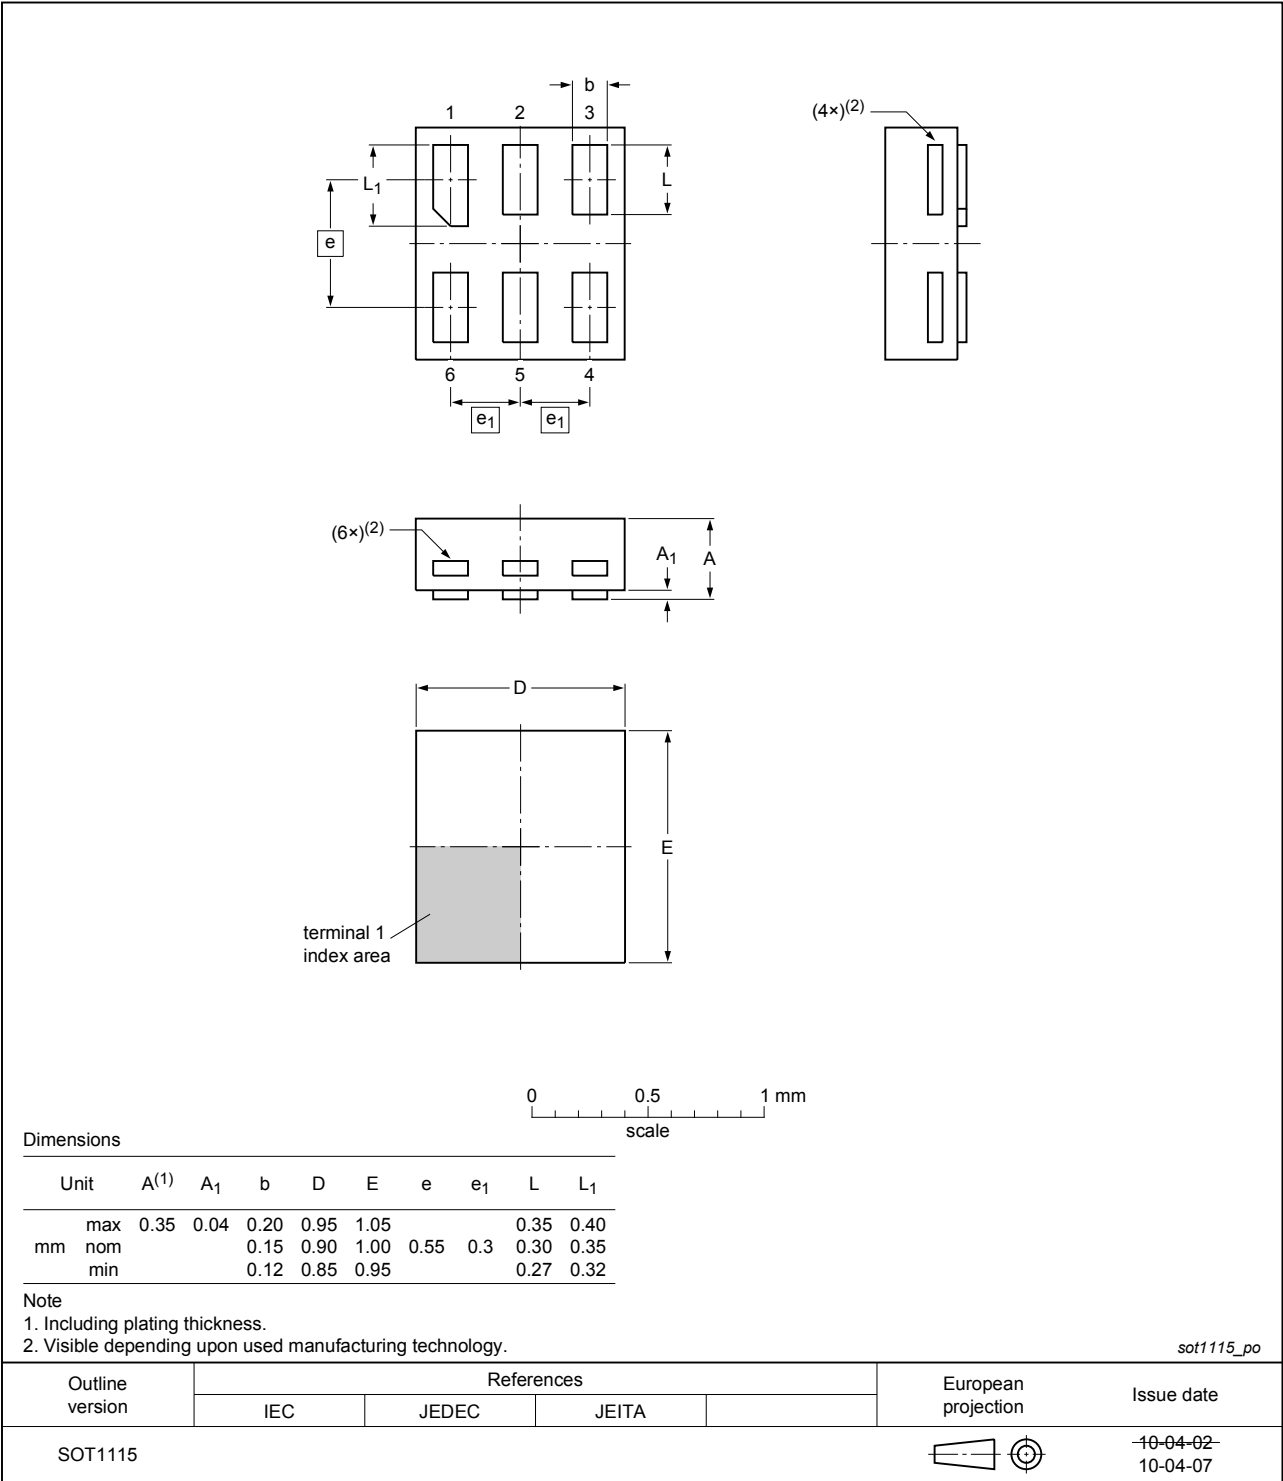 b
1 2 3
(4×)(2)
L1
L
e
6 5 4
e1 e1
(6×)(2)
A1 A
D
E
terminal 1
index area
0 0.5 1 mm
scale
Dimensions
Unit A(1) A1 b D E e e1 L L1
max 0.35 0.04 0.20 0.95 1.05 0.35 0.40
mm nom 0.15 0.90 1.00 0.55 0.3 0.30 0.35
min 0.12 0.85 0.95 0.27 0.32
Note
1. Including plating thickness.
2. Visible depending upon used manufacturing technology.
sot1115_po
Outline version References European projection Issue date
IEC JEDEC JEITA
SOT1115 10-04-02
10-04-07